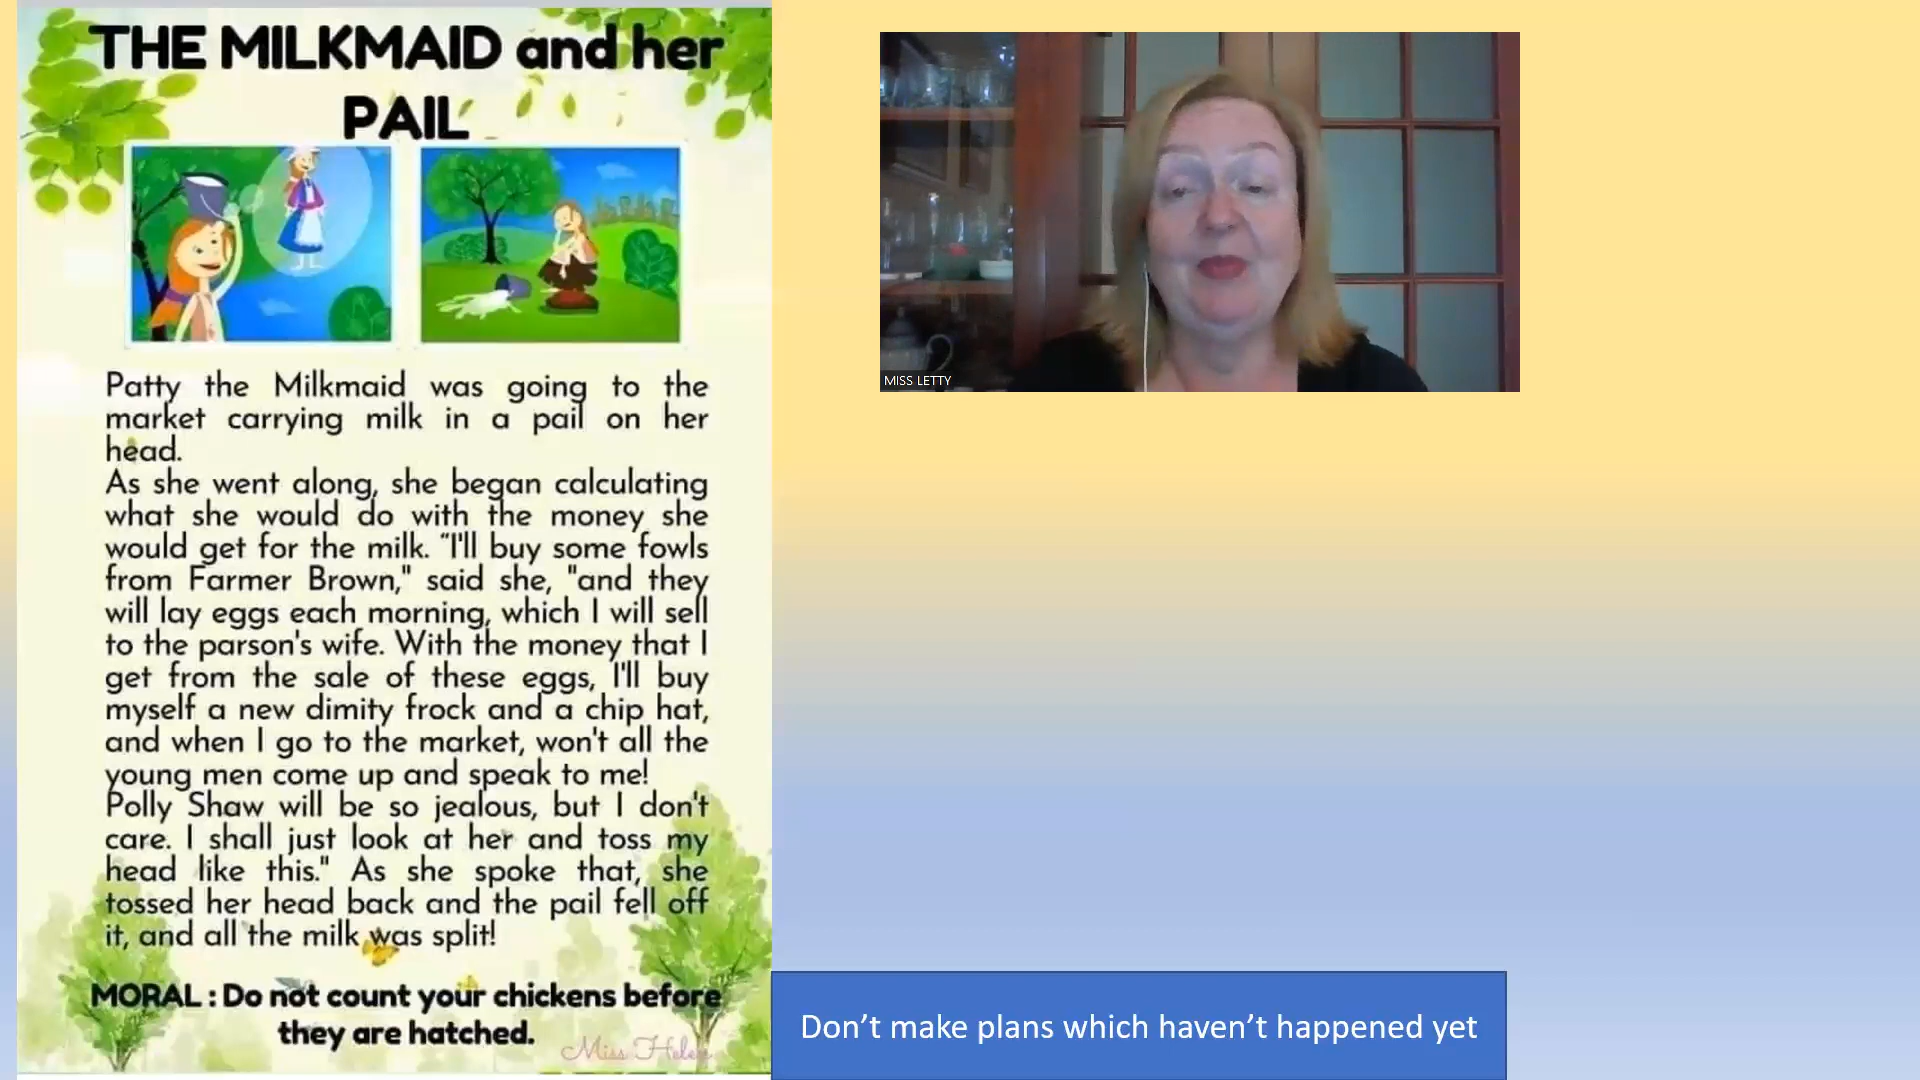 THE MILKMAID and her
PAIL
Patty the Milkmaid was going to the
market carrying milk in a pail on her
head.
As she went along, she began calculating
what she would do with the money she
would get for the milk. “I'll buy some fowls
from Farmer Brown," said she, "and they
will lay eggs each morning, which I will sell
to the parson's wife. With the money that I
get from the sale of these eggs, I'll buy
myself a new dimity frock and a chip hat,
and when I go to the market, won't all the
young men come up and speak to me!
Polly Shaw will be so jealous, but I don't
care. I shall just look at her and toss my
head like this." As she spoke that, she
tossed her head back and the pail fell off
it, and all the milk was split!
MORAL : Do not count your chickens before
they are hatched.
Miss Helen
MISS LETTY
Don’t make plans which haven’t happened yet